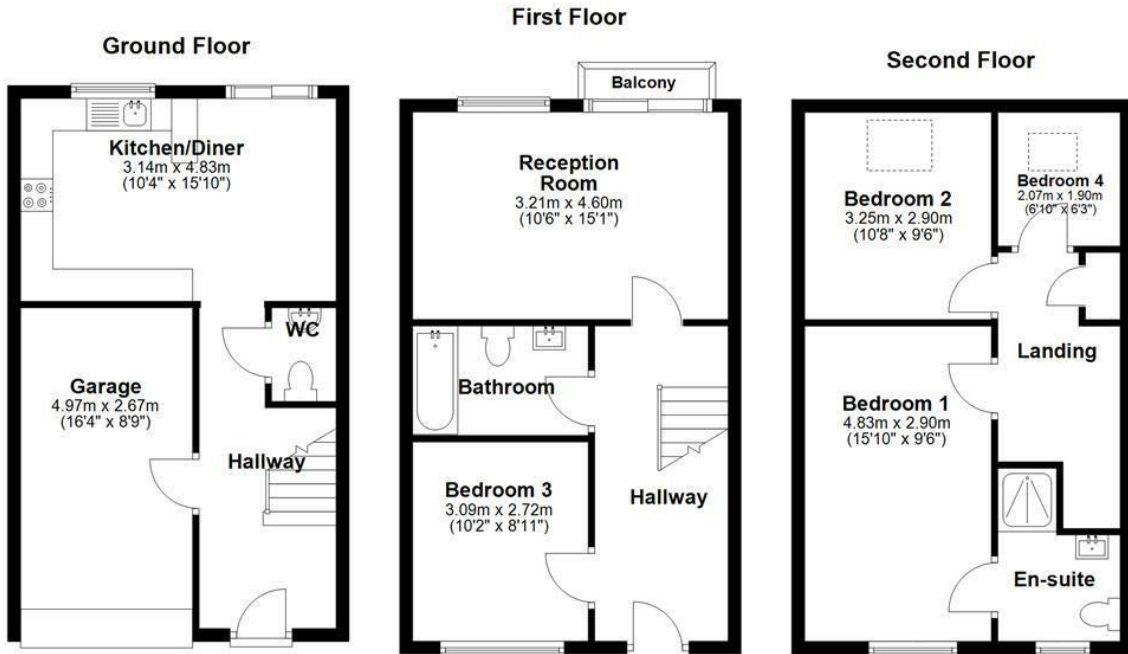 Ground Floor
Kitchen/Diner
3.14m x 4.83m
(10'4" x 15'10")
WC
Garage
4.97m x 2.67m
(16'4" x 8'9")
Hallway
First Floor
Balcony
Reception
Room
3.21m x 4.60m
(10'6" x 15'1")
Bathroom
Bedroom 3
3.09m x 2.72m
(10'2" x 8'11")
Hallway
Second Floor
Bedroom 2
3.25m x 2.90m
(10'8" x 9'6")
Bedroom 4
2.07m x 1.90m
(6'10" x 6'3")
Landing
Bedroom 1
4.83m x 2.90m
(15'10" x 9'6")
En-suite